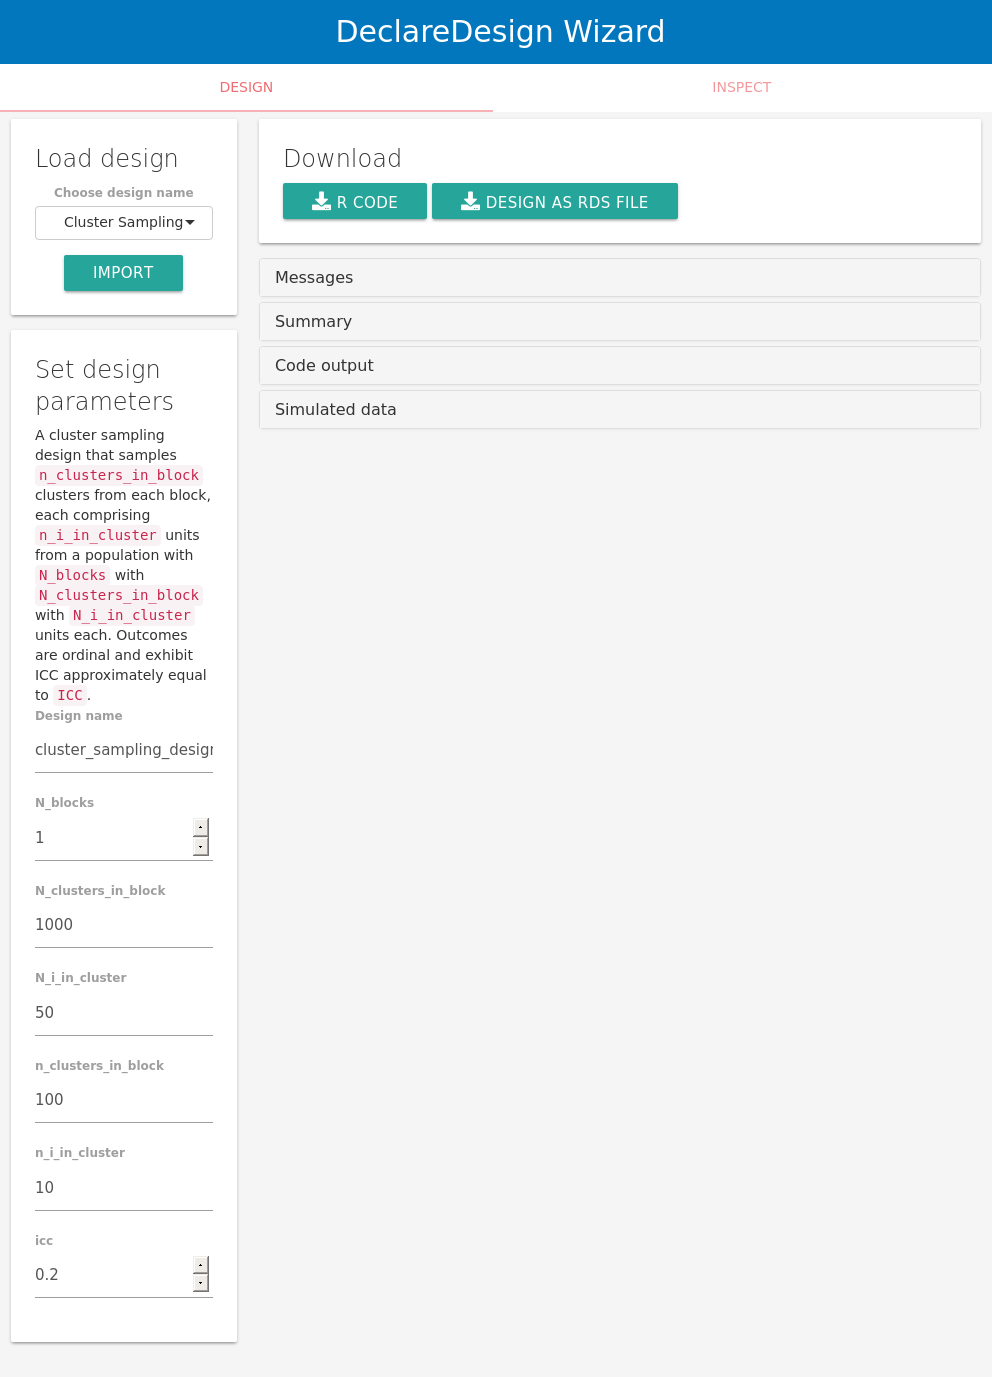 DeclareDesign Wizard
DESIGN
INSPECT
Load design
Choose design name
Cluster Sampling
IMPORT
Set design
parameters
A cluster sampling
design that samples
n_clusters_in_block
clusters from each block,
each comprising
n_i_in_cluster units
from a population with
N_blocks with
N_clusters_in_block
with N_i_in_cluster
units each. Outcomes
are ordinal and exhibit
ICC approximately equal
to ICC.
Design name
cluster_sampling_design
N_blocks
1
N_clusters_in_block
1000
N_i_in_cluster
50
n_clusters_in_block
100
n_i_in_cluster
10
icc
0.2
Download
R CODE
DESIGN AS RDS FILE
Messages
Summary
Code output
Simulated data